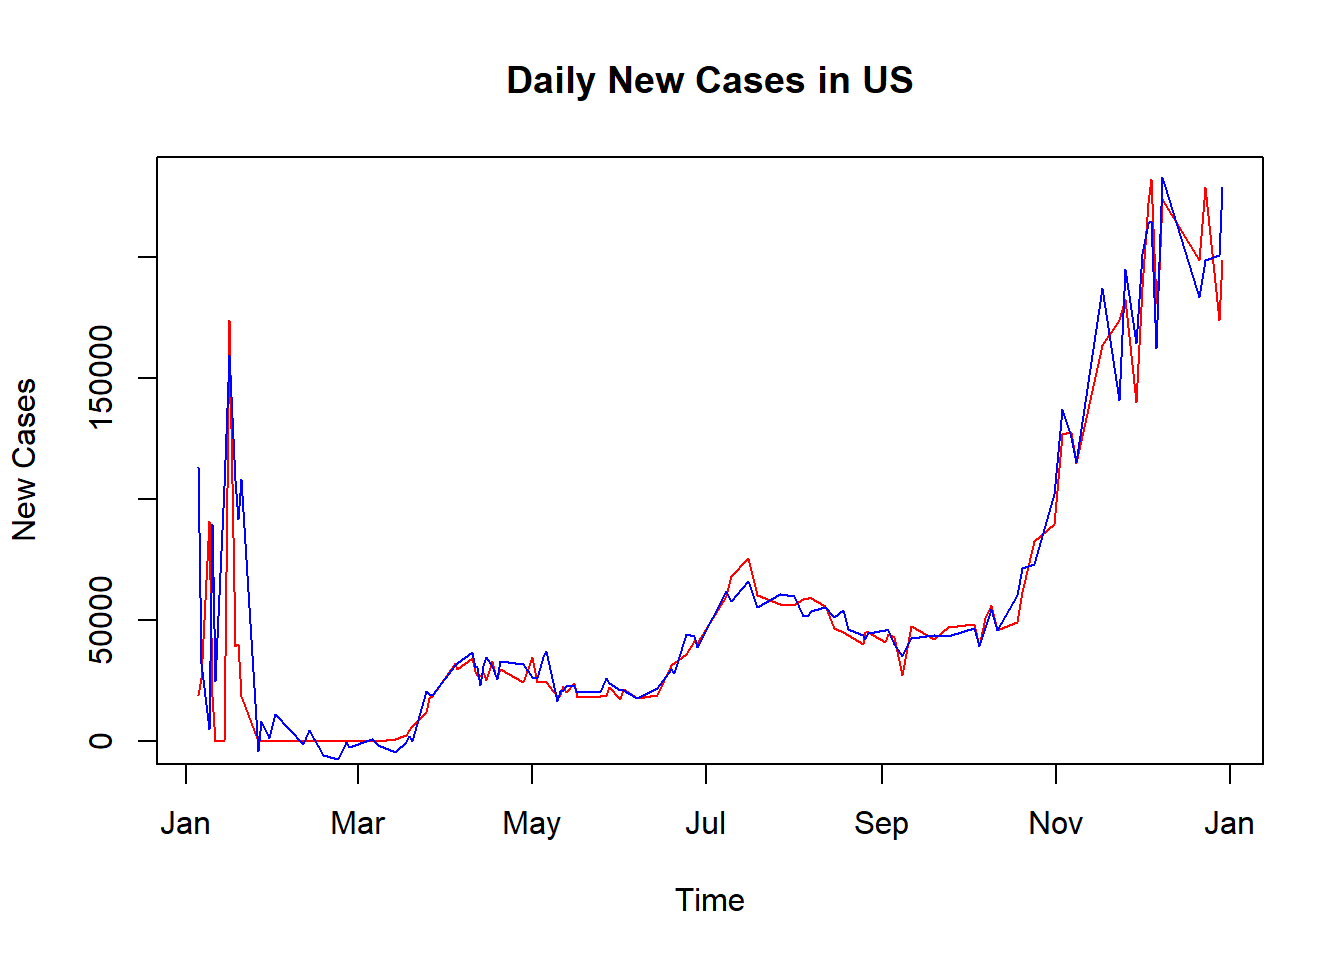 Daily New Cases in US
New Cases
150000
50000
0
Jan Mar May Jul Sep Nov Jan
Time